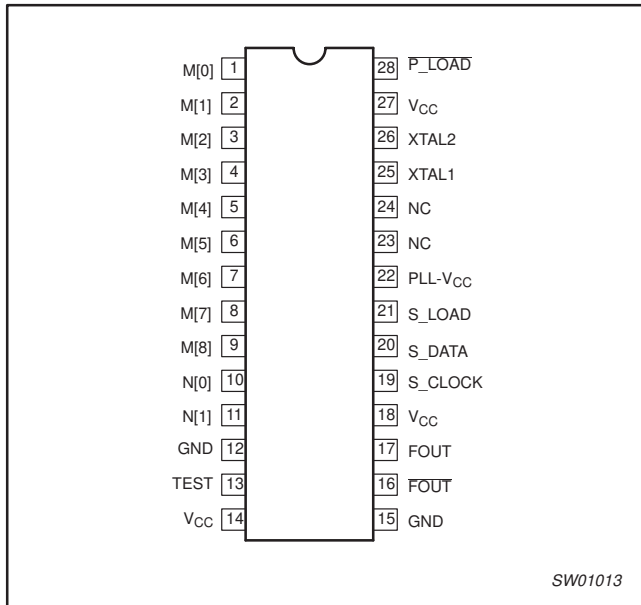 M[0] 1 28 P_LOAD
M[1] 2 27 VCC
M[2] 3 26 XTAL2
M[3] 4 25 XTAL1
M[4] 5 24 NC
M[5] 6 23 NC
M[6] 7 22 PLL-VCC
M[7] 8 21 S_LOAD
M[8] 9 20 S_DATA
N[0] 10 19 S_CLOCK
N[1] 11 18 VCC
GND 12 17 FOUT
TEST 13 16 FOUT
VCC 14 15 GND
SW01013